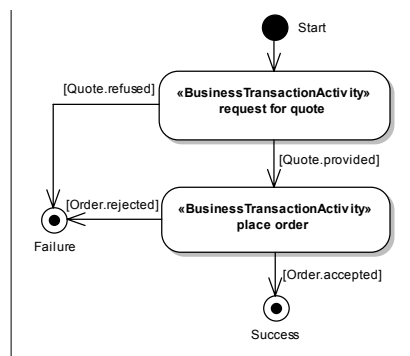 Start
[Quote.refused]
«BusinessTransactionActivity»
request for quote
[Quote.provided]
[Order.rejected]
«BusinessTransactionActivity»
place order
Failure
[Order.accepted]
Success